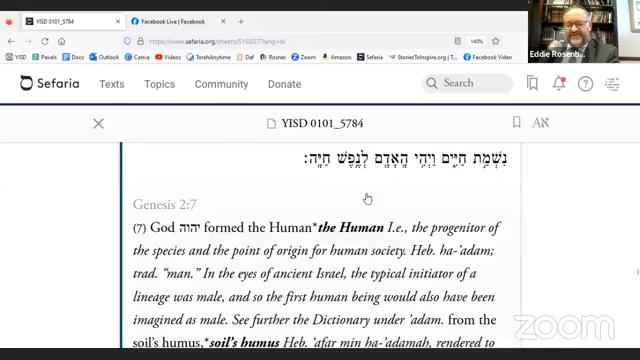 YISD 0101_5784
Facebook Live | Facebook
https://www.sefaria.org/sheets/516037?lang=bi
140%
YISD
Pexels
Docs
Column
Canva
Videos
TorahAnytime
Daf
Rosner
Zoom
Amazon
Sefaria
StoriesToInspire.org |
Facebook Video
Eddie Rosenb...
SEFARIA
Texts
Topics
Community
Donate
Search
YISD 0101_5784
נִשְׁמַ֣ת חַיִּ֑ים וַֽיְהִ֥י הָֽאָדָ֖ם לְנֶ֥פֶשׁ חַיָּֽה׃
Genesis 2:7
(7) God יהוה formed the Human*the Human I.e., the progenitor of
the species and the point of origin for human society. Heb. ha-’adam;
trad. “man.” In the eyes of ancient Israel, the typical initiator of a
lineage was male, and so the first human being would also have been
imagined as male. See further the Dictionary under ’adam. from the
soil’s humus,*soil’s humus Heb. ‘afar min ha-’adamah, rendered to
zoom